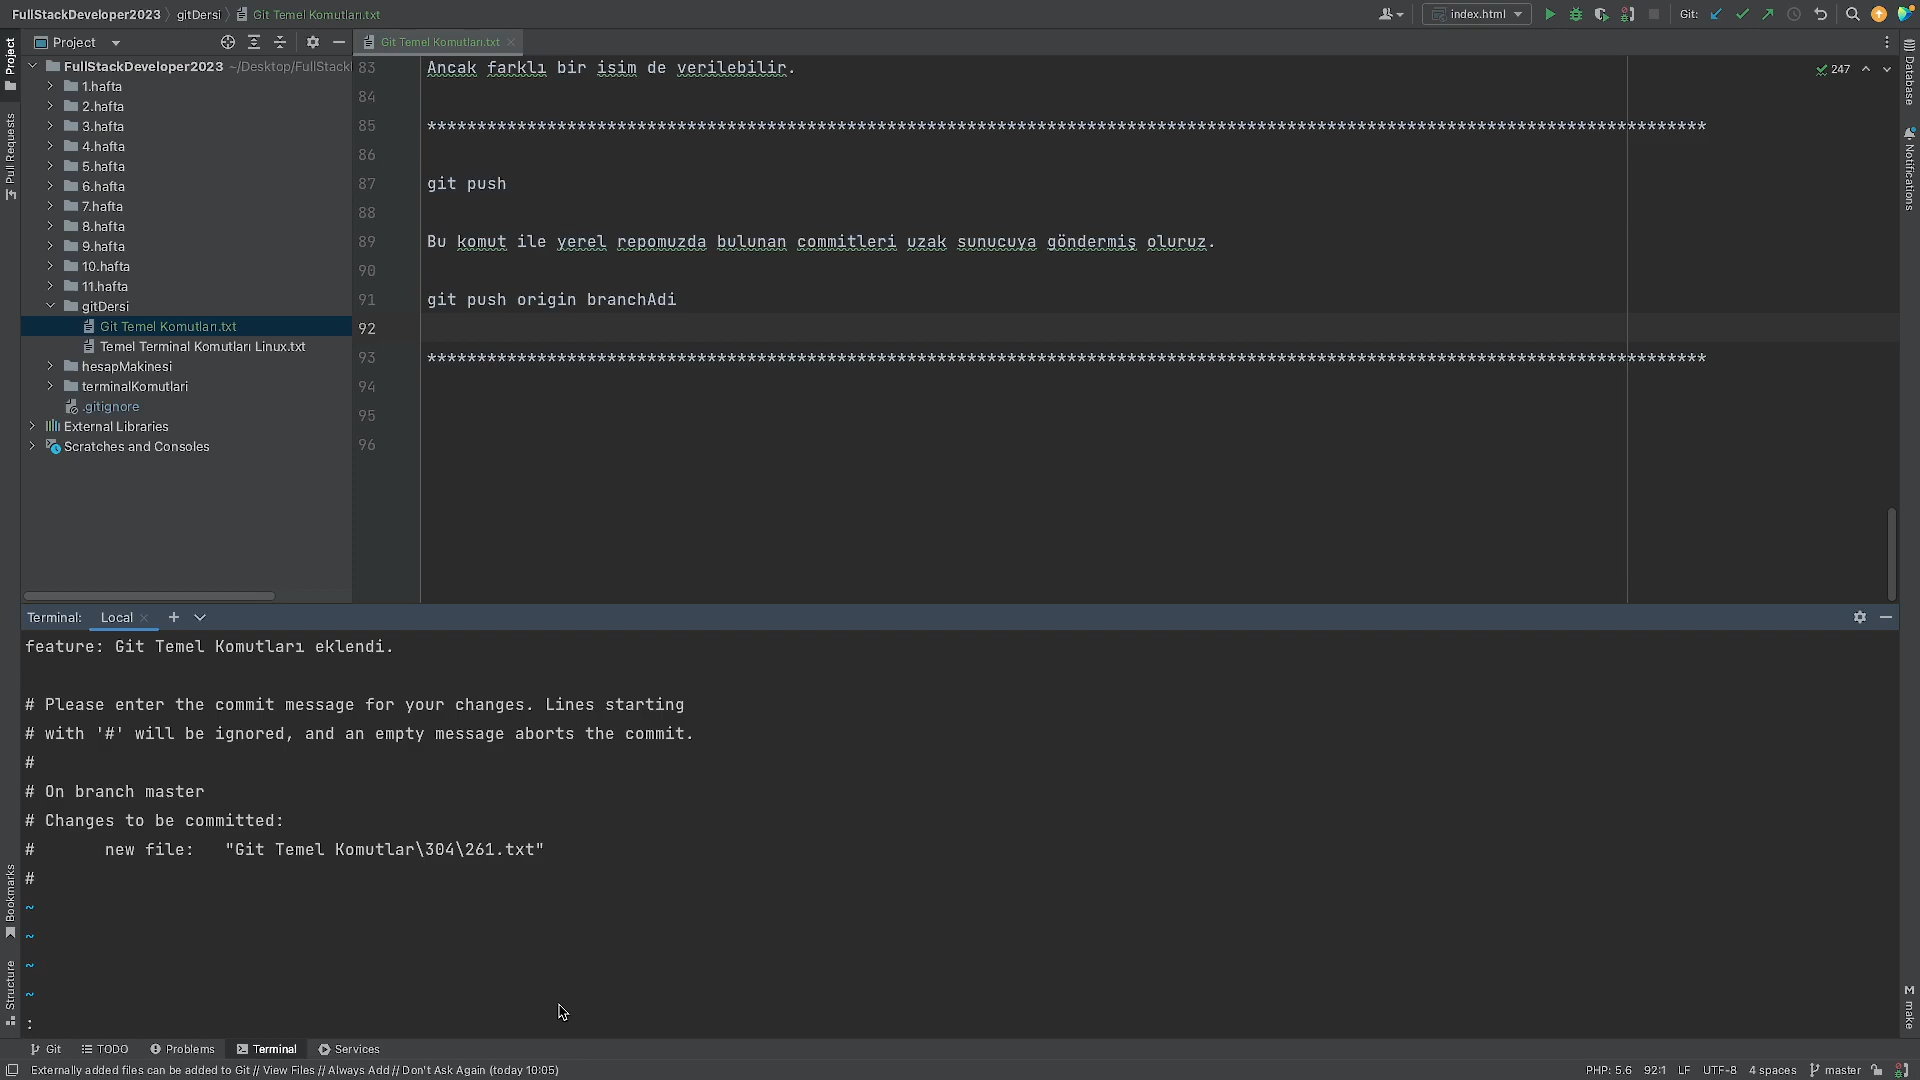 FullStackDeveloper2023 gitDersi Git Temel Komutları.txt
index.html
Git:
Project
Git Temel Komutları.txt
Project
Pull Requests
Bookmarks
Structure
FullStackDeveloper2023 ~/Desktop/FullStackl
1.hafta
2.hafta
3.hafta
4.hafta
5.hafta
6.hafta
7.hafta
8.hafta
9.hafta
10.hafta
11.hafta
gitDersi
Git Temel Komutları.txt
Temel Terminal Komutları Linux.txt
hesapMakinesi
terminalKomutlari
.gitignore
External Libraries
Scratches and Consoles
83 Ancak farklı bir isim de verilebilir.
84
85 ********************************************************************************************************************************
86
87 git push
88
89 Bu komut ile yerel repomuzda bulunan commitleri uzak sunucuya göndermiş oluruz.
90
91 git push origin branchAdi
92
93 ********************************************************************************************************************************
94
95
96
247
Database
Notifications
M make
Terminal: Local
feature: Git Temel Komutları eklendi.
# Please enter the commit message for your changes. Lines starting
# with '#' will be ignored, and an empty message aborts the commit.
#
# On branch master
# Changes to be committed:
# new file: "Git Temel Komutlar\304\261.txt"
#
~
~
~
~
:
Git TODO Problems Terminal Services
Externally added files can be added to Git // View Files // Always Add // Don't Ask Again (today 10:05)
PHP: 5.6 92:1 LF UTF-8 4 spaces master